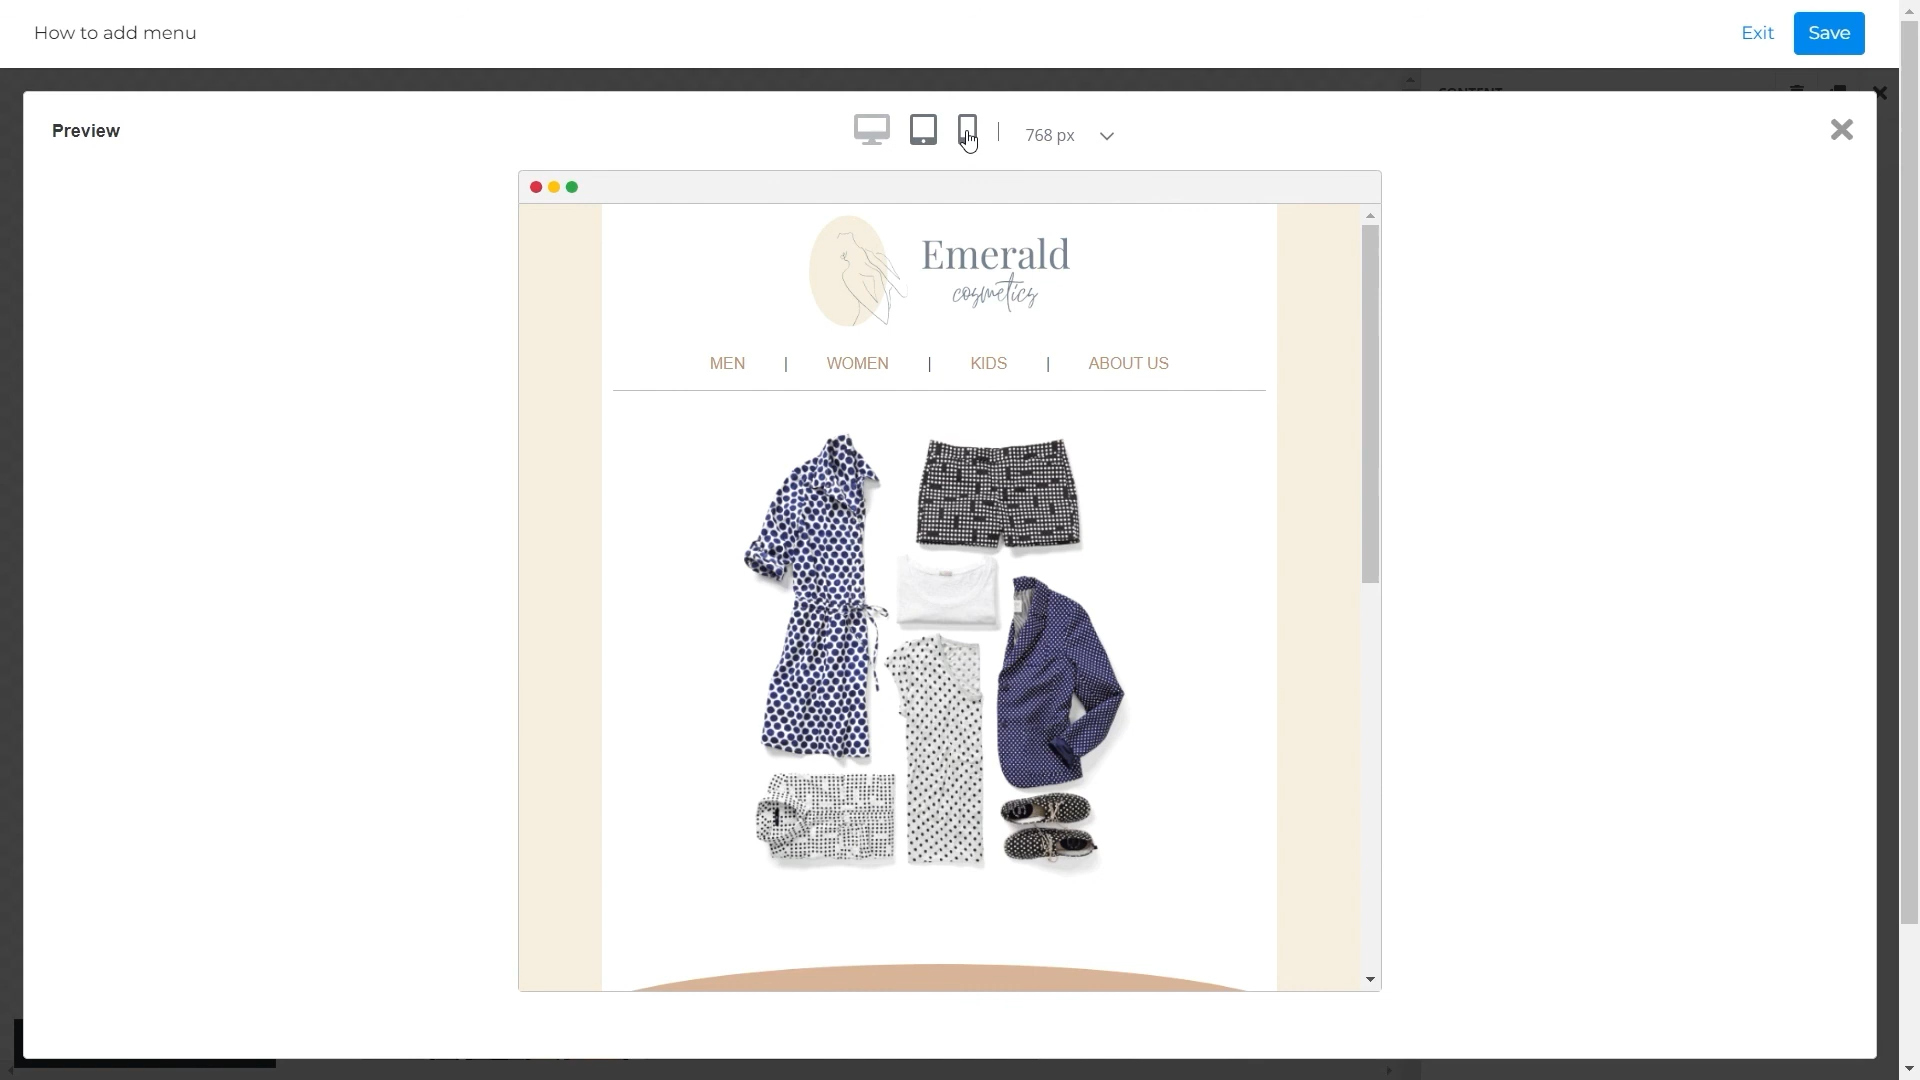 How to add menu
Exit
Save
Preview
768 px
Emerald
cosmetics
MEN | WOMEN | KIDS | ABOUT US